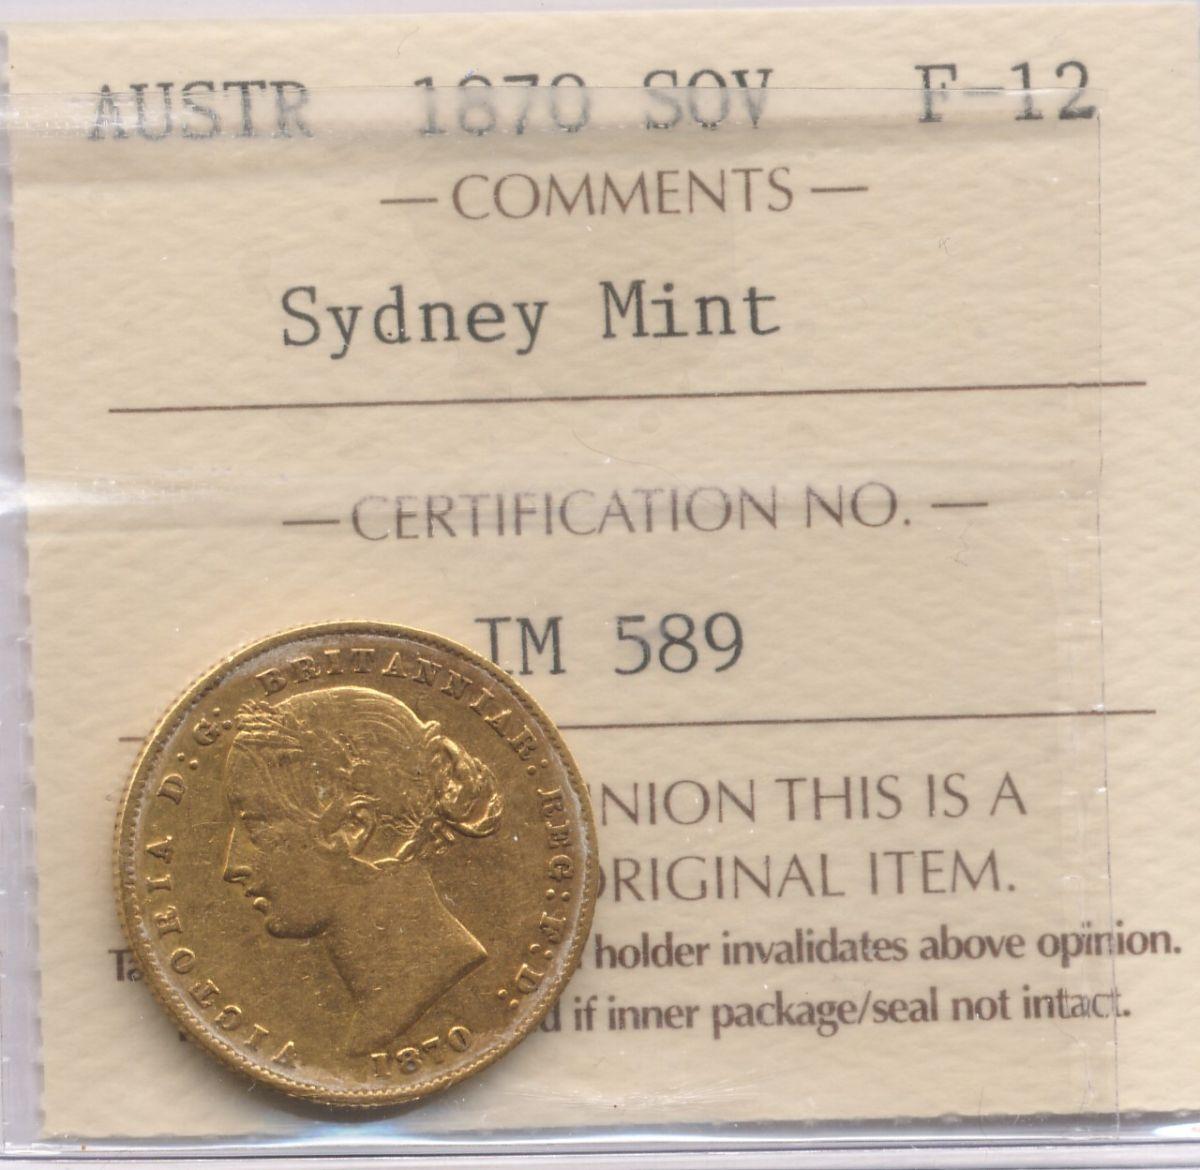 AUSTR 1870 SOV F-12
— COMMENTS —
Sydney Mint
— CERTIFICATION NO. —
TM 589
NION THIS IS A
ORIGINAL ITEM.
holder invalidates above opinion.
if inner package/seal not intact.
VICTORIA D:G: BRITANNIAR: REG: F:D:
1870